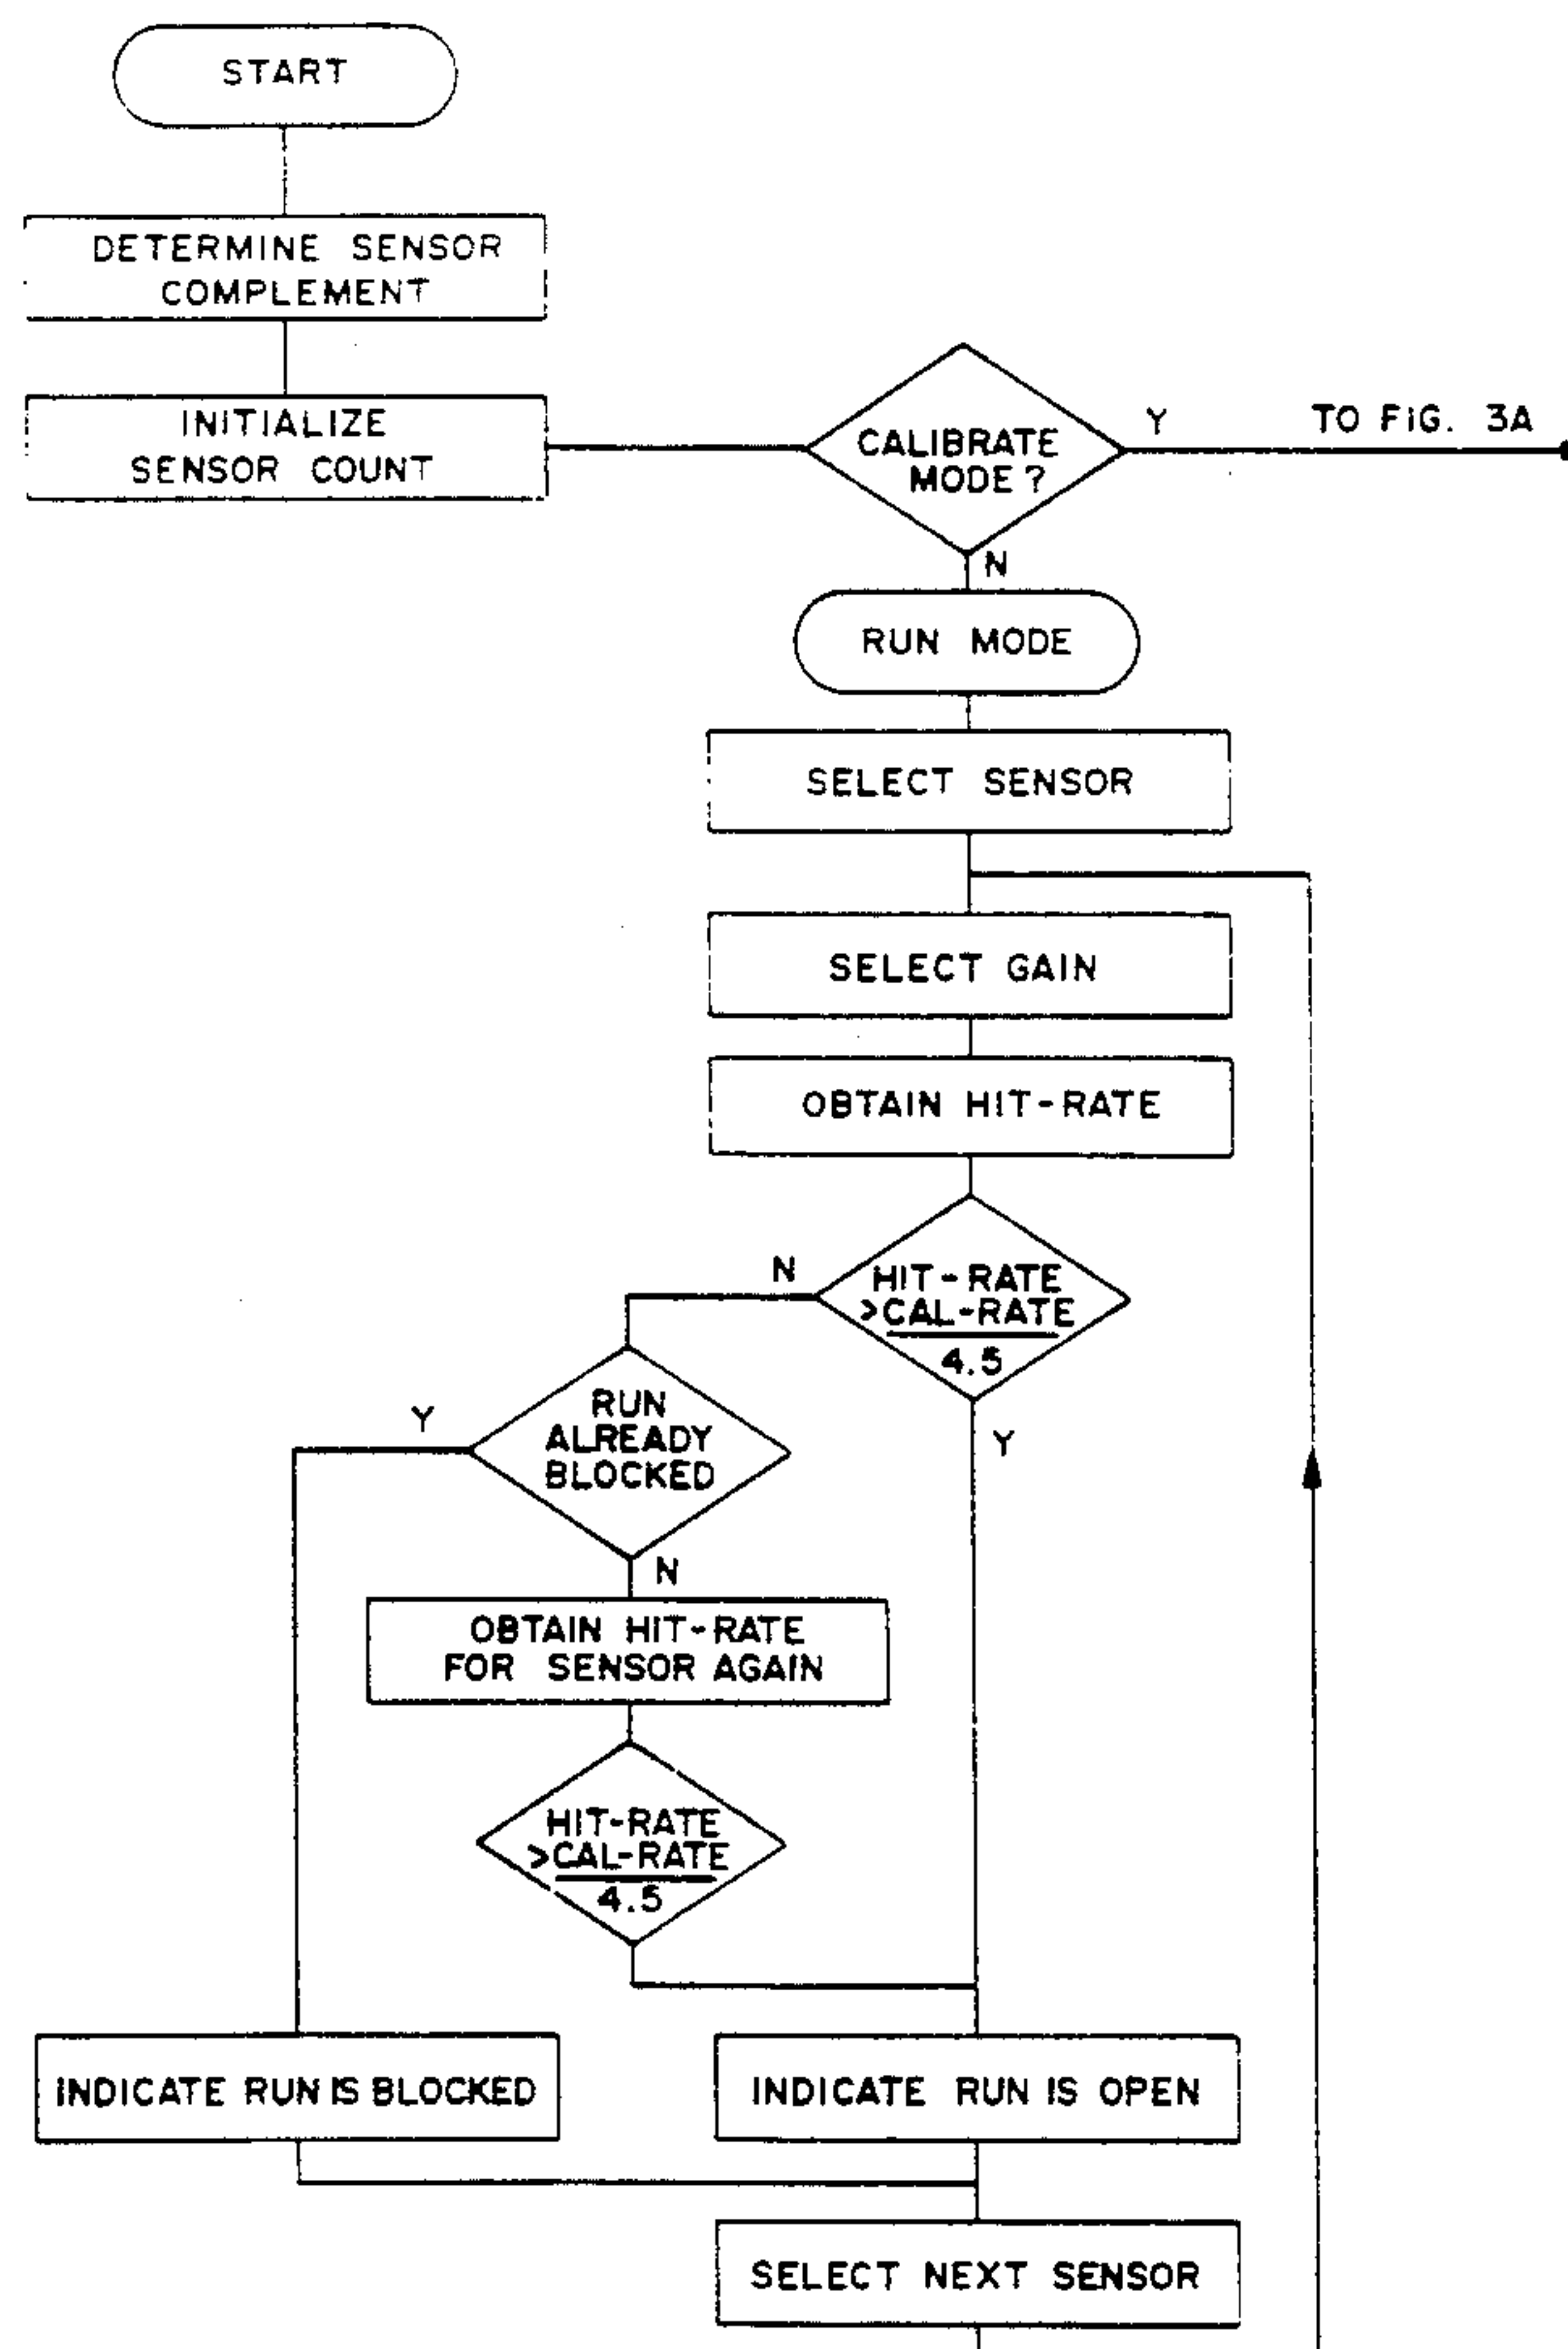 START
DETERMINE SENSOR
COMPLEMENT
INITIALIZE
SENSOR COUNT
CALIBRATE
MODE?
Y
TO FIG. 3A
N
RUN MODE
SELECT SENSOR
SELECT GAIN
OBTAIN HIT-RATE
HIT-RATE
>CAL-RATE
4.5
N
Y
RUN
ALREADY
BLOCKED
Y
N
OBTAIN HIT-RATE
FOR SENSOR AGAIN
HIT-RATE
>CAL-RATE
4.5
INDICATE RUN IS BLOCKED
INDICATE RUN IS OPEN
SELECT NEXT SENSOR